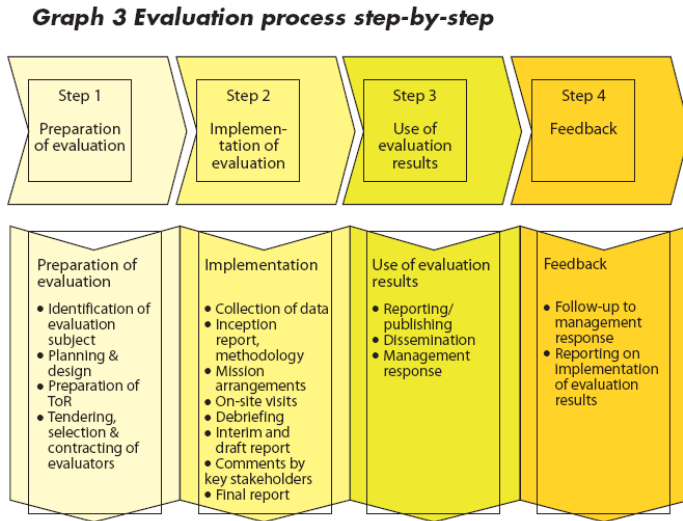 Graph 3 Evaluation process step-by-step
Step 1
Preparation
of evaluation
Step 2
Implemen-
tation of
evaluation
Step 3
Use of
evaluation
results
Step 4
Feedback
Preparation of
evaluation
• Identification of
evaluation
subject
• Planning &
design
• Preparation of
ToR
• Tendering,
selection &
contracting of
evaluators
Implementation
• Collection of data
• Inception
report,
methodology
• Mission
arrangements
• On-site visits
• Debriefing
• Interim and
draft report
• Comments by
key stakeholders
• Final report
Use of evaluation
results
• Reporting/
publishing
• Dissemination
• Management
response
Feedback
• Follow-up to
management
response
• Reporting on
implementation
of evaluation
results